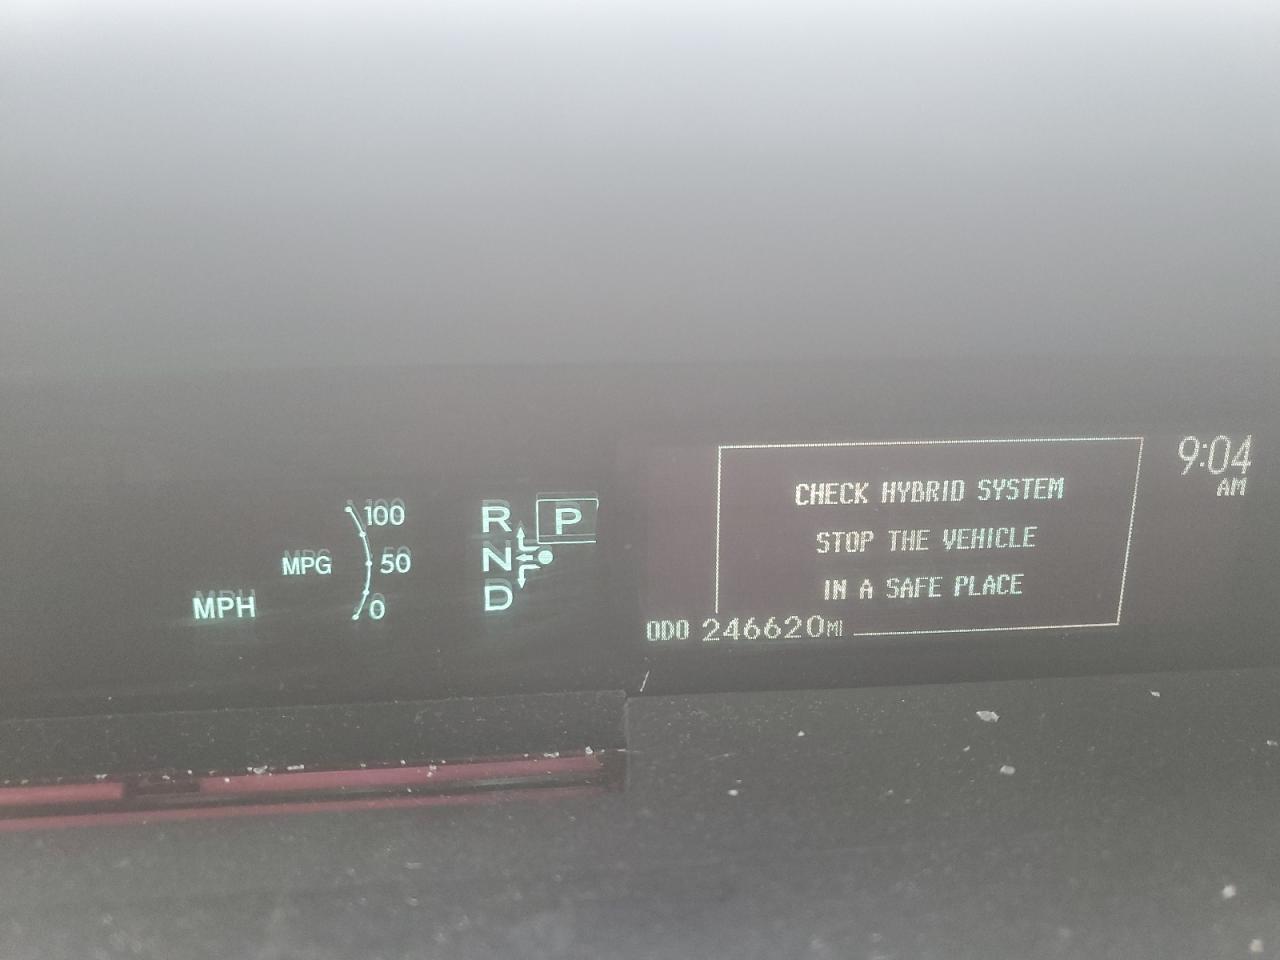 9:04
AM
CHECK HYBRID SYSTEM
STOP THE VEHICLE
IN A SAFE PLACE
ODO 246620MI
100
MPG 50
0
MPH
R P
N
D